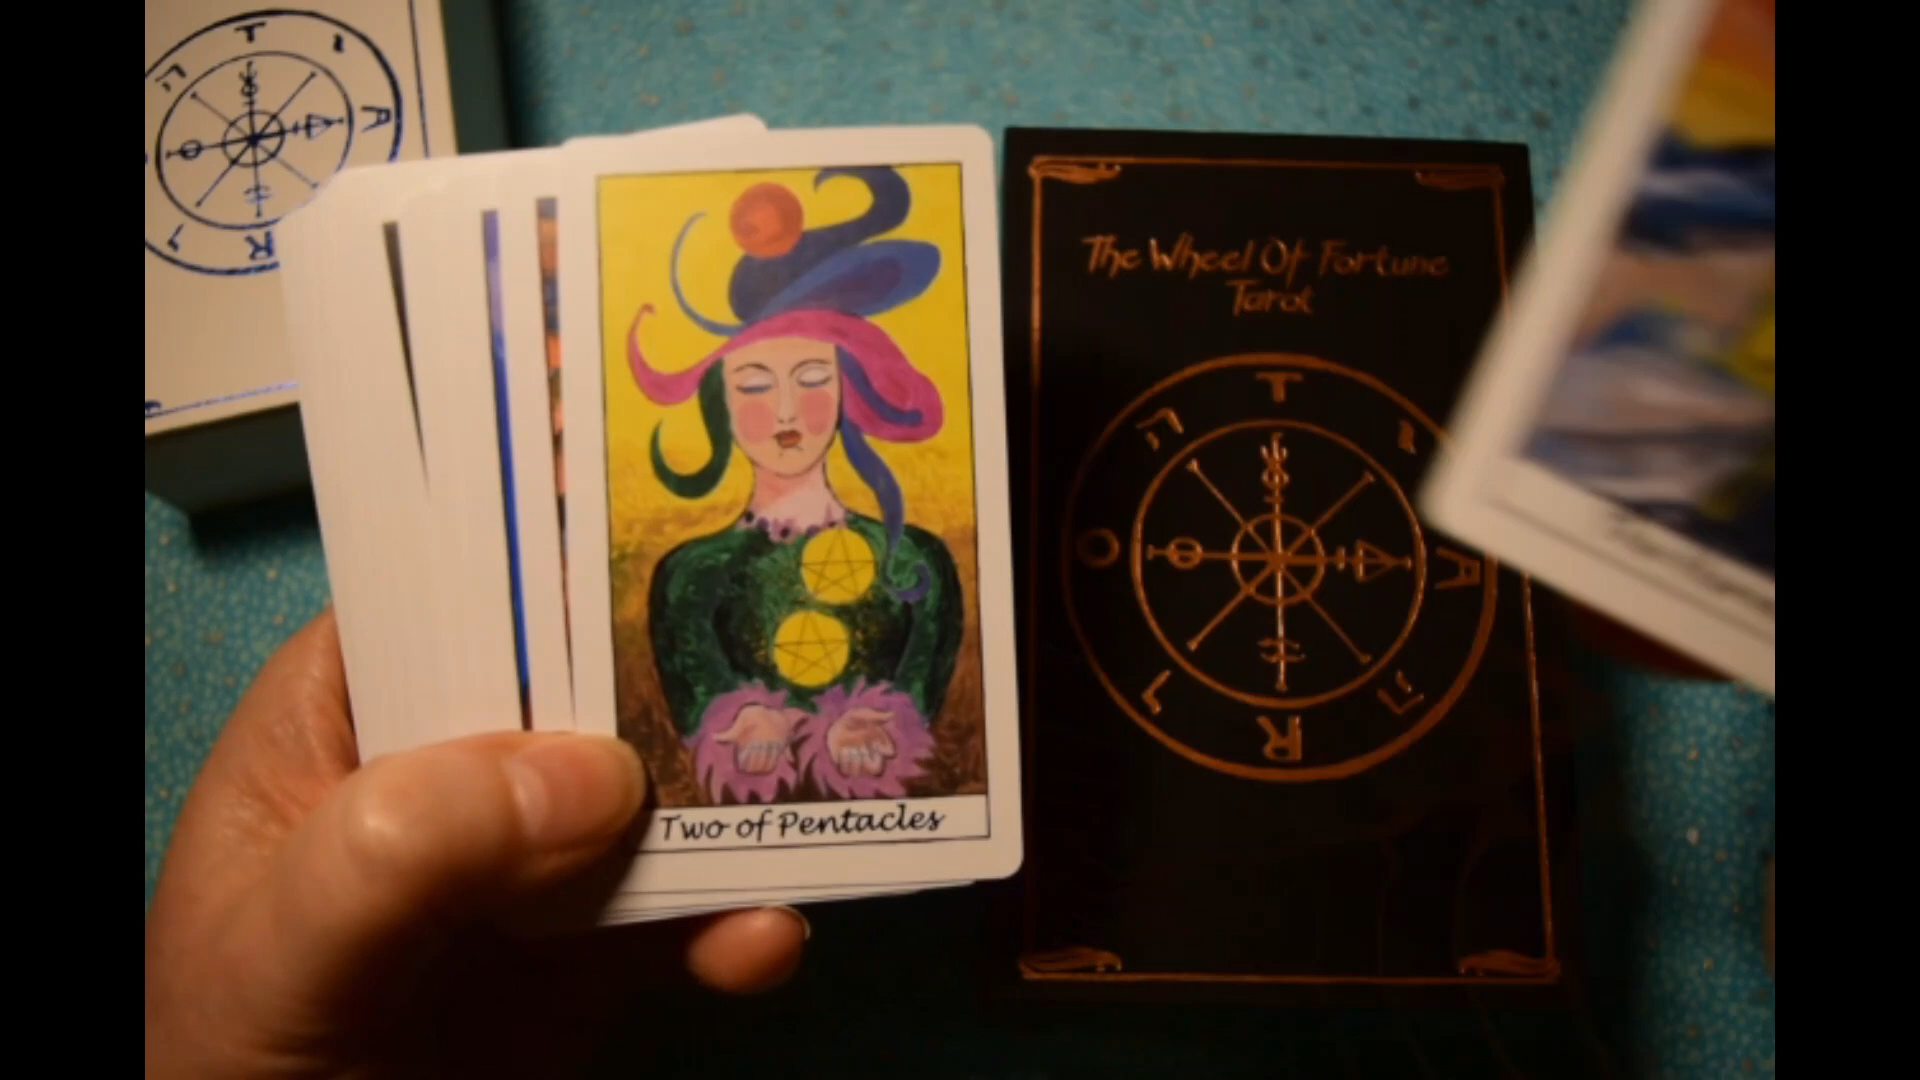 The Wheel Of Fortune
Tarot
T
A
R
O
ה
ו
ה
י
Two of Pentacles